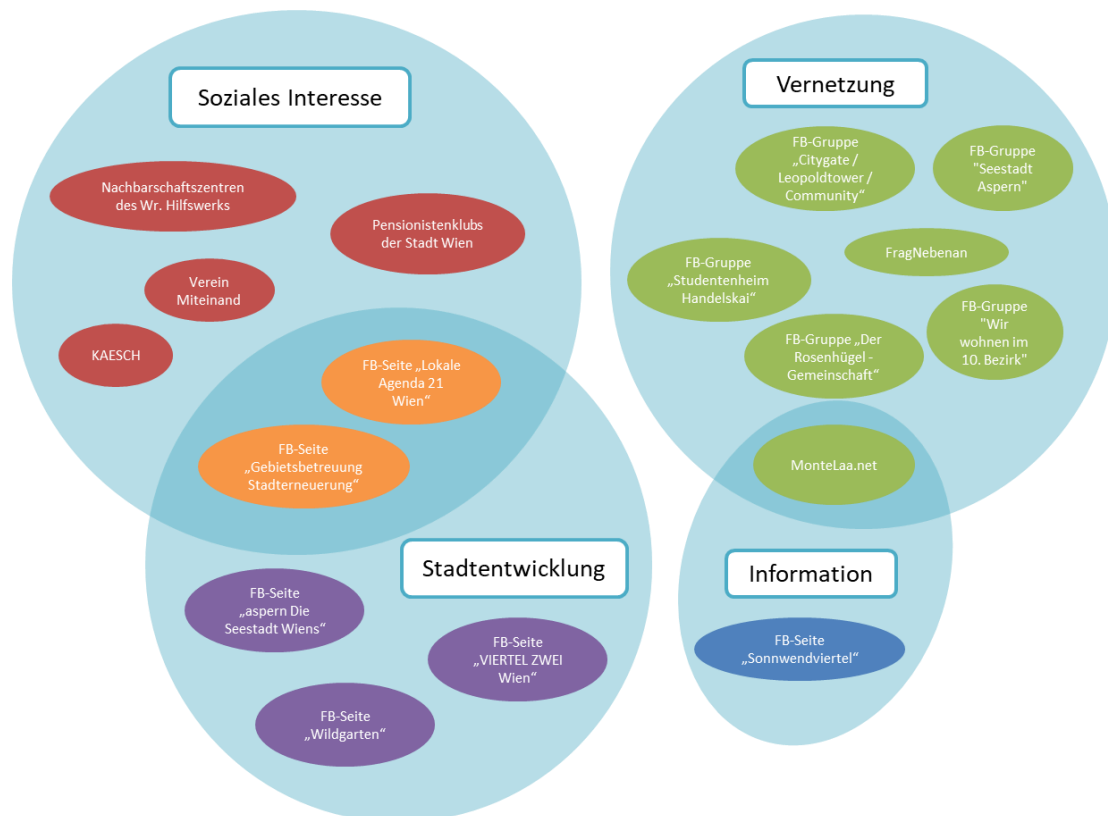 Soziales Interesse
Nachbarschaftszentren
des Wr. Hilfswerks
Pensionistenklubs
der Stadt Wien
Verein
Miteinand
KAESCH
FB-Seite „Lokale
Agenda 21
Wien“
FB-Seite
„Gebietsbetreuung
Stadterneuerung“
Stadtentwicklung
FB-Seite
„aspern Die
Seestadt Wiens“
FB-Seite
„VIERTEL ZWEI
Wien“
FB-Seite
„Wildgarten“
Vernetzung
FB-Gruppe
„Citygate /
Leopoldtower /
Community“
FB-Gruppe
"Seestadt
Aspern"
FragNebenan
FB-Gruppe
„Studentenheim
Handelskai“
FB-Gruppe
"Wir
wohnen im
10. Bezirk"
FB-Gruppe „Der
Rosenhügel -
Gemeinschaft“
MonteLaa.net
Information
FB-Seite
„Sonnwendviertel“